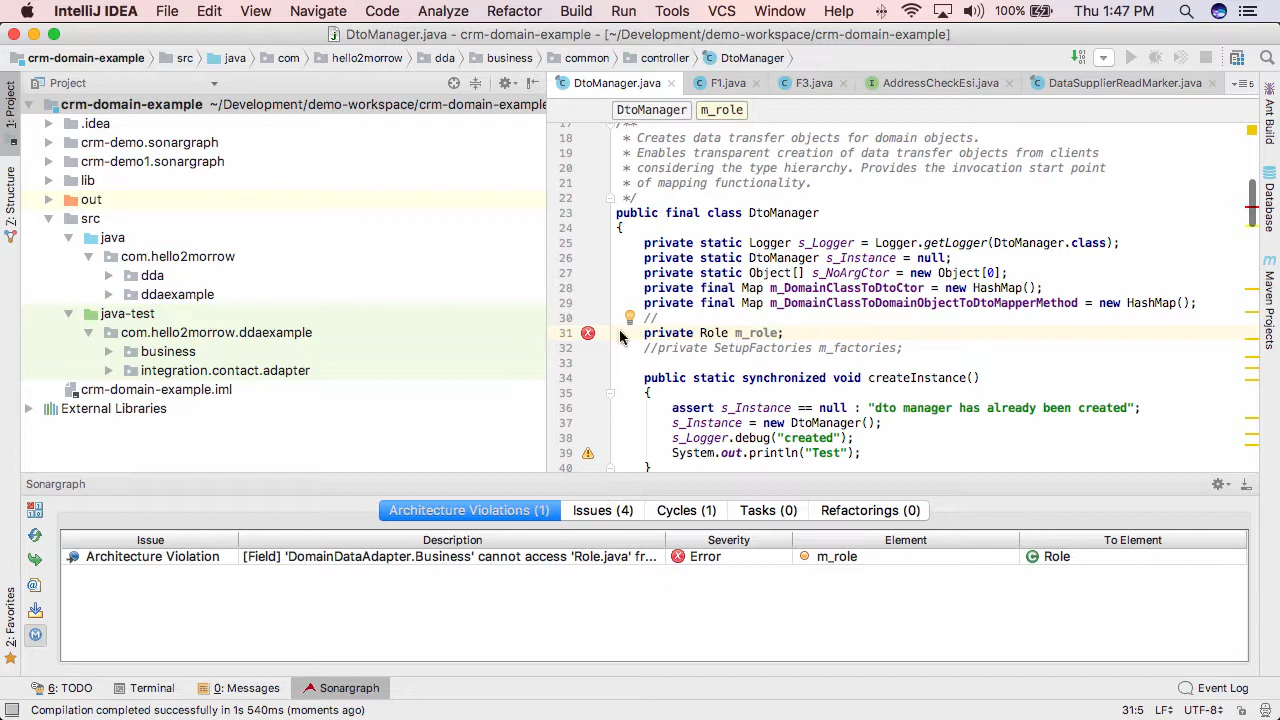 IntelliJ IDEA File Edit View Navigate Code Analyze Refactor Build Run Tools VCS Window Help 100% Thu 1:47 PM
DtoManager.java - crm-domain-example - [~/Development/demo-workspace/crm-domain-example]
crm-domain-example src java com hello2morrow dda business common controller DtoManager
Project DtoManager.java F1.java F3.java AddressCheckEsi.java DataSupplierReadMarker.java
1: Project
Z: Structure
2: Favorites
crm-domain-example ~/Development/demo-workspace/crm-domain-example
.idea
crm-demo.sonargraph
crm-demo1.sonargraph
lib
out
src
java
com.hello2morrow
dda
ddaexample
java-test
com.hello2morrow.ddaexample
business
integration.contact.adapter
crm-domain-example.iml
External Libraries
DtoManager m_role
17 /**
18 * Creates data transfer objects for domain objects.
19 * Enables transparent creation of data transfer objects from clients
20 * considering the type hierarchy. Provides the invocation start point
21 * of mapping functionality.
22 */
23 public final class DtoManager
24 {
25 private static Logger s_Logger = Logger.getLogger(DtoManager.class);
26 private static DtoManager s_Instance = null;
27 private static Object[] s_NoArgCtor = new Object[0];
28 private final Map m_DomainClassToDtoCtor = new HashMap();
29 private final Map m_DomainClassToDomainObjectToDtoMapperMethod = new HashMap();
30 //
31 private Role m_role;
32 //private SetupFactories m_factories;
33
34 public static synchronized void createInstance()
35 {
36 assert s_Instance == null : "dto manager has already been created";
37 s_Instance = new DtoManager();
38 s_Logger.debug("created");
39 System.out.println("Test");
40 }
Ant Build
Database
Maven Projects
Sonargraph
Architecture Violations (1) Issues (4) Cycles (1) Tasks (0) Refactorings (0)
Issue Description Severity Element To Element
Architecture Violation [Field] 'DomainDataAdapter.Business' cannot access 'Role.java' fr... Error m_role Role
6: TODO Terminal 0: Messages Sonargraph Event Log
Compilation completed successfully in 1s 540ms (moments ago) 31:5 LF÷ UTF-8÷